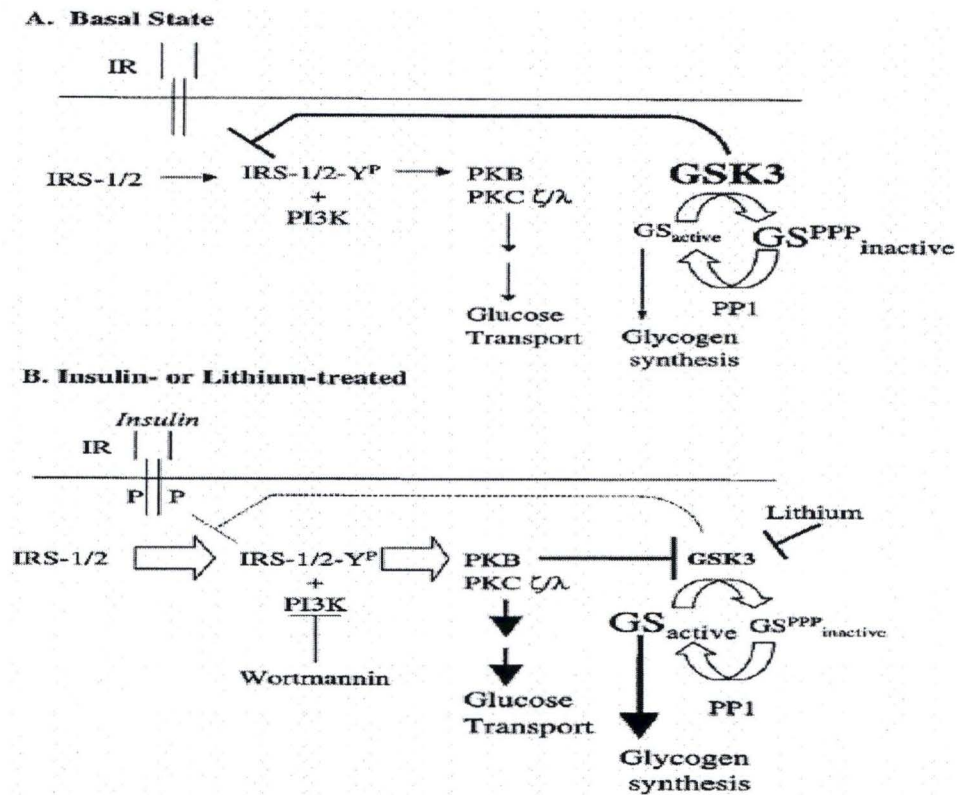 A. Basal State
IR
IRS-1/2
IRS-1/2-Yᴾ
+
PI3K
PKB
PKC ζ/λ
GSK3
GSactive
GSPPPinactive
PP1
Glucose
Transport
Glycogen
synthesis
B. Insulin- or Lithium-treated
Insulin
IR
P P
Lithium
IRS-1/2
IRS-1/2-Yᴾ
+
PI3K
PKB
PKC ζ/λ
GSK3
GSactive
GSPPPinactive
Wortmannin
PP1
Glucose
Transport
Glycogen
synthesis